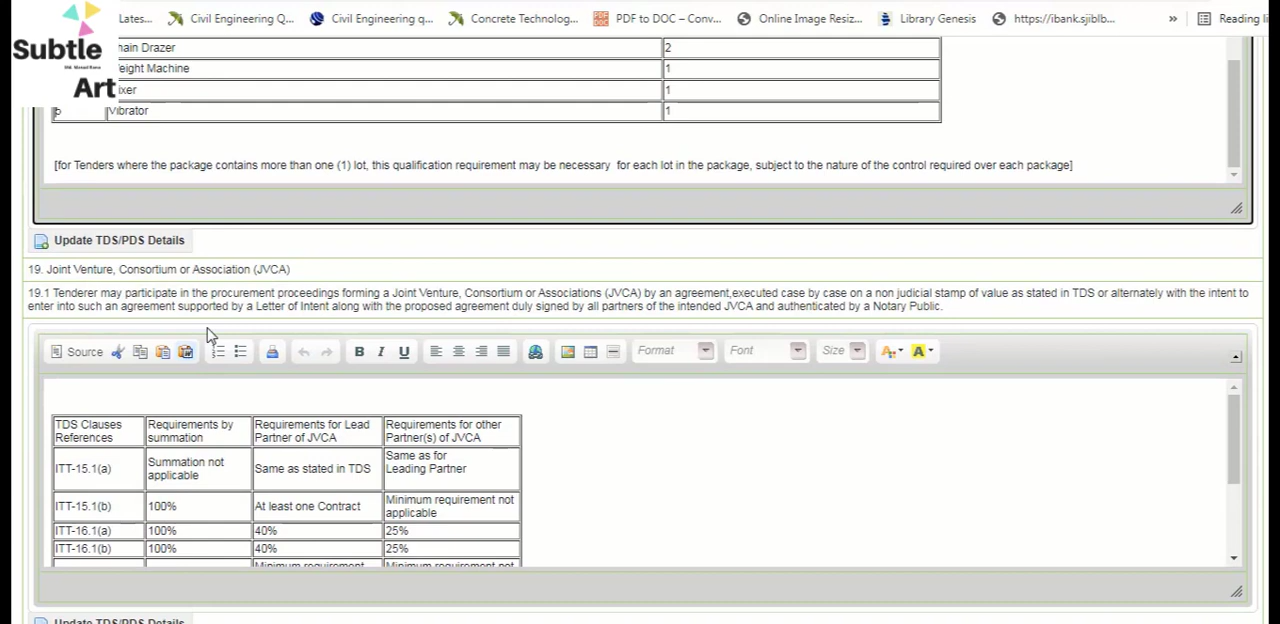 Lates...
Civil Engineering Q...
Civil Engineering q...
Concrete Technolog...
PDF to DOC – Conv...
Online Image Resiz...
Library Genesis
https://ibank.sjiblb...
»
Reading li
Subtle
Art
hain Drazer 2
eight Machine 1
ixer 1
Vibrator 1
[for Tenders where the package contains more than one (1) lot, this qualification requirement may be necessary for each lot in the package, subject to the nature of the control required over each package]
Update TDS/PDS Details
19. Joint Venture, Consortium or Association (JVCA)
19.1 Tenderer may participate in the procurement proceedings forming a Joint Venture, Consortium or Associations (JVCA) by an agreement,executed case by case on a non judicial stamp of value as stated in TDS or alternately with the intent to
enter into such an agreement supported by a Letter of Intent along with the proposed agreement duly signed by all partners of the intended JVCA and authenticated by a Notary Public.
Source B I U Format Font Size
TDS Clauses
References
Requirements by
summation
Requirements for Lead
Partner of JVCA
Requirements for other
Partner(s) of JVCA
ITT-15.1(a)
Summation not
applicable
Same as stated in TDS
Same as for
Leading Partner
ITT-15.1(b)
100%
At least one Contract
Minimum requirement not
applicable
ITT-16.1(a) 100% 40% 25%
ITT-16.1(b) 100% 40% 25%
Minimum requirement Minimum requirement not
Update TDS/PDS Details